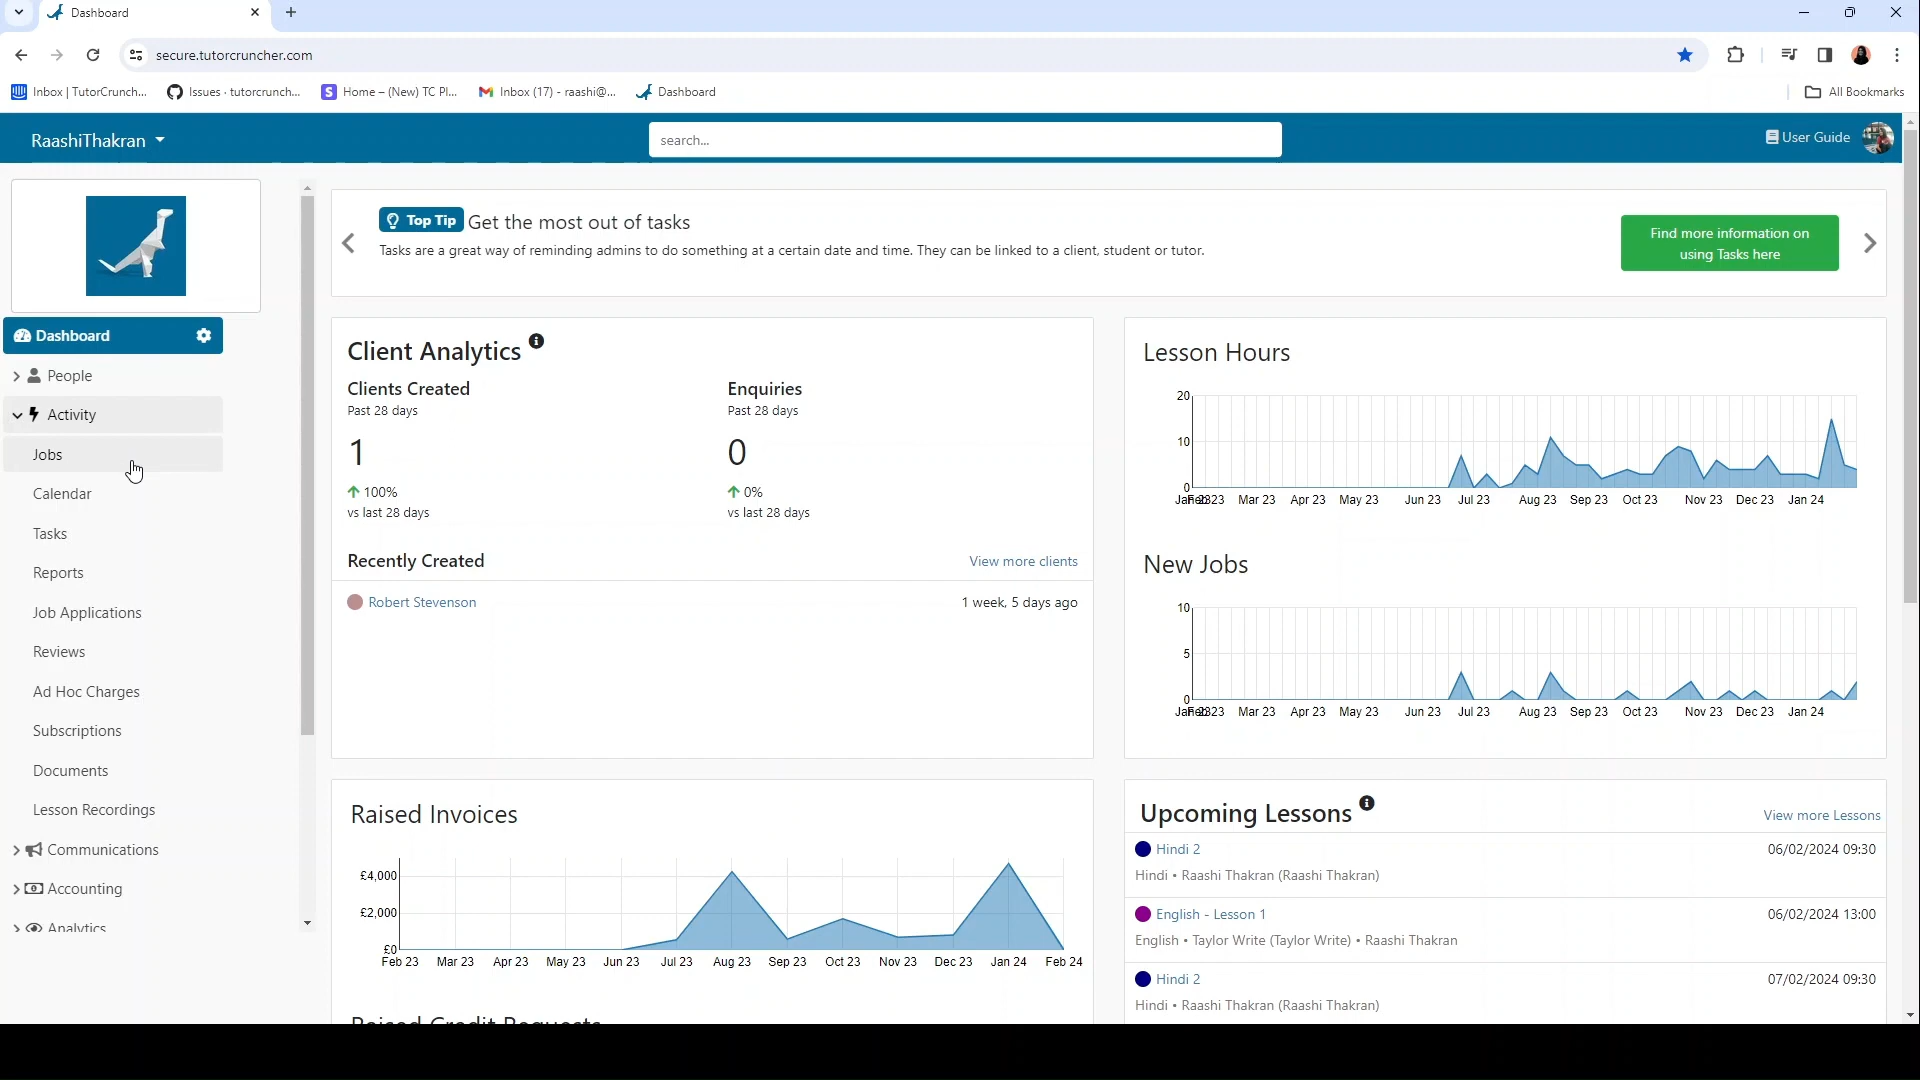 Dashboard
secure.tutorcruncher.com
Inbox | TutorCrunch... Issues · tutorcrunch... Home – (New) TC Pl... Inbox (17) - raashi@... Dashboard All Bookmarks
RaashiThakran search... User Guide
Top Tip Get the most out of tasks
Tasks are a great way of reminding admins to do something at a certain date and time. They can be linked to a client, student or tutor.
Find more information on
using Tasks here
Dashboard
People
Activity
Jobs
Calendar
Tasks
Reports
Job Applications
Reviews
Ad Hoc Charges
Subscriptions
Documents
Lesson Recordings
Communications
Accounting
Analytics
Client Analytics
Clients Created Enquiries
Past 28 days Past 28 days
1 0
100% 0%
vs last 28 days vs last 28 days
Recently Created View more clients
Robert Stevenson 1 week, 5 days ago
Lesson Hours
20
10
0
Mar 23 Apr 23 May 23 Jun 23 Jul 23 Aug 23 Sep 23 Oct 23 Nov 23 Dec 23 Jan 24
New Jobs
10
5
0
Mar 23 Apr 23 May 23 Jun 23 Jul 23 Aug 23 Sep 23 Oct 23 Nov 23 Dec 23 Jan 24
Raised Invoices
£4,000
£2,000
£0
Feb 23 Mar 23 Apr 23 May 23 Jun 23 Jul 23 Aug 23 Sep 23 Oct 23 Nov 23 Dec 23 Jan 24 Feb 24
Raised Credit Requests
Upcoming Lessons View more Lessons
Hindi 2 06/02/2024 09:30
Hindi • Raashi Thakran (Raashi Thakran)
English - Lesson 1 06/02/2024 13:00
English • Taylor Write (Taylor Write) • Raashi Thakran
Hindi 2 07/02/2024 09:30
Hindi • Raashi Thakran (Raashi Thakran)